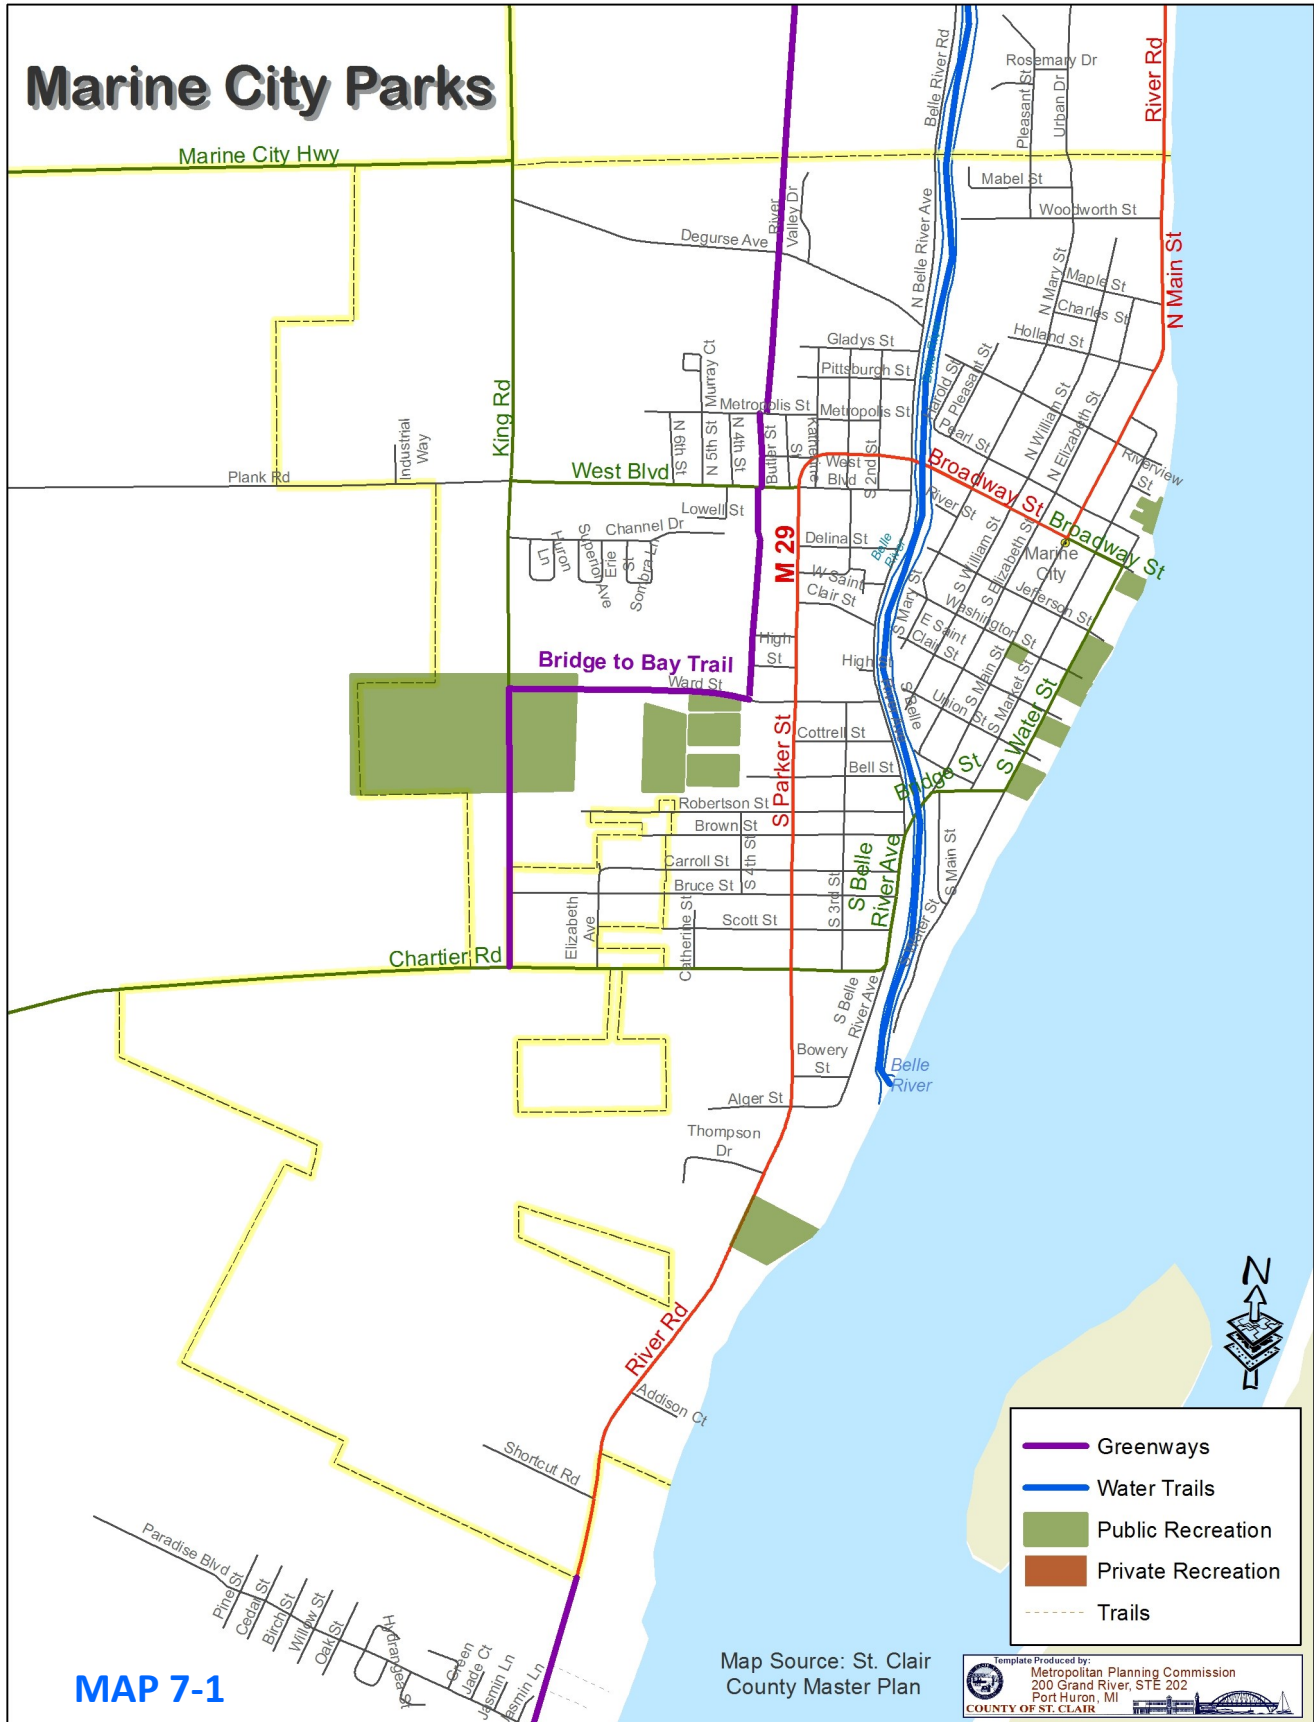 Marine City Parks
Marine City Hwy
Belle River Rd
Rosemary Dr
Pleasant St
Urban Dr
River Rd
Mabel St
Woodworth St
River
Valley Dr
Degurse Ave
N Belle River Ave
N Mary St
Maple St
Charles St
Holland St
N Main St
Gladys St
Pittsburgh St
Murray Ct
Metropolis St
Metropolis St
Harold St
Pleasant St
Pearl St
N William St
N Elizabeth St
King Rd
Industrial
Way
N 6th St
N 5th St
N 4th St
Butler St
Katherine
S
West
Blvd
S 2nd St
Broadway St
Riverview
St
Plank Rd
West Blvd
Lowell St
Channel Dr
Huron
Ln
Superior
Ave
Erie
St
Sombra Ln
M 29
Delina St
Belle
River
River St
S William St
S Elizabeth St
Marine
City
Broadway St
W Saint
Clair St
S Mary St
Jefferson St
Washington St
E Saint
Clair St
High
St
High St
Bridge to Bay Trail
Ward St
S Main St
S Market St
Union St
S Water St
S Belle
S Parker St
Cottrell St
Bell St
Bridge St
Robertson St
Brown St
Carroll St
S 4th St
Bruce St
S 3rd St
S Belle
River Ave
S Main St
Elizabeth
Ave
Catherine St
Scott St
Water St
Chartier Rd
S Belle
River Ave
Bowery
St
Belle
River
Alger St
Thompson
Dr
N
River Rd
Addison Ct
Shortcut Rd
Greenways
Water Trails
Public Recreation
Private Recreation
Trails
Paradise Blvd
Pine St
Cedar St
Birch St
Willow St
Oak St
Hydrangea St
Green
Jade Ct
Jasmin Ln
Jasmin Ln
MAP 7-1
Map Source: St. Clair
County Master Plan
Template Produced by:
Metropolitan Planning Commission
200 Grand River, STE 202
Port Huron, MI
COUNTY OF ST. CLAIR